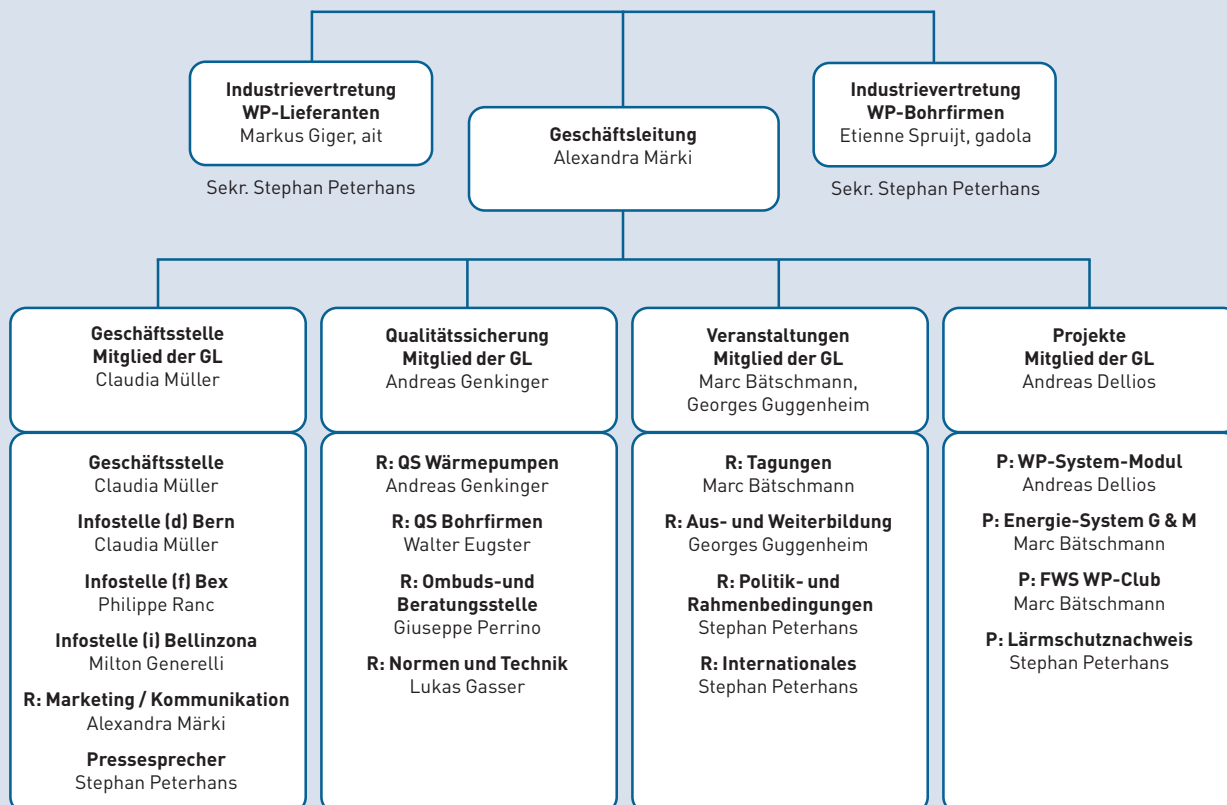 Industrievertretung
WP-Lieferanten
Markus Giger, ait
Sekr. Stephan Peterhans
Geschäftsleitung
Alexandra Märki
Industrievertretung
WP-Bohrfirmen
Etienne Spruijt, gadola
Sekr. Stephan Peterhans
Geschäftsstelle
Mitglied der GL
Claudia Müller
Geschäftsstelle
Claudia Müller
Infostelle (d) Bern
Claudia Müller
Infostelle (f) Bex
Philippe Ranc
Infostelle (i) Bellinzona
Milton Generelli
R: Marketing / Kommunikation
Alexandra Märki
Pressesprecher
Stephan Peterhans
Qualitätssicherung
Mitglied der GL
Andreas Genkinger
R: QS Wärmepumpen
Andreas Genkinger
R: QS Bohrfirmen
Walter Eugster
R: Ombuds-und
Beratungsstelle
Giuseppe Perrino
R: Normen und Technik
Lukas Gasser
Veranstaltungen
Mitglied der GL
Marc Bätschmann,
Georges Guggenheim
R: Tagungen
Marc Bätschmann
R: Aus- und Weiterbildung
Georges Guggenheim
R: Politik- und
Rahmenbedingungen
Stephan Peterhans
R: Internationales
Stephan Peterhans
Projekte
Mitglied der GL
Andreas Dellios
P: WP-System-Modul
Andreas Dellios
P: Energie-System G & M
Marc Bätschmann
P: FWS WP-Club
Marc Bätschmann
P: Lärmschutznachweis
Stephan Peterhans